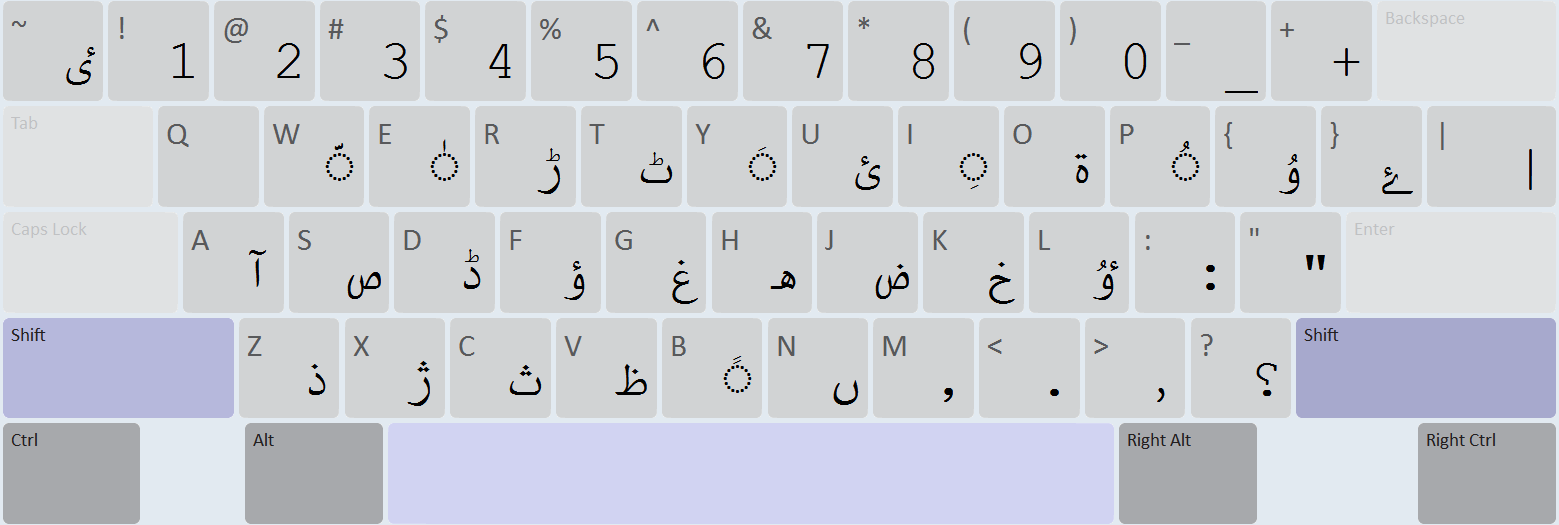 ~ ئ ! 1 @ 2 # 3 $ 4 % 5 ^ 6 & 7 * 8 ( 9 ) 0 _ _ + + Backspace
Tab Q W ◌ّ E ◌ٰ R ڑ T ٹ Y ◌َ U ئ I ◌ِ O ة P ◌ُ { وُ } ۓ | |
Caps Lock A آ S ص D ڈ F ؤ G غ H ھ J ض K خ L ؤُ : : " " Enter
Shift Z ذ X ژ C ث V ظ B ◌ً N ں M , < . > , ? ؟ Shift
Ctrl Alt Right Alt Right Ctrl